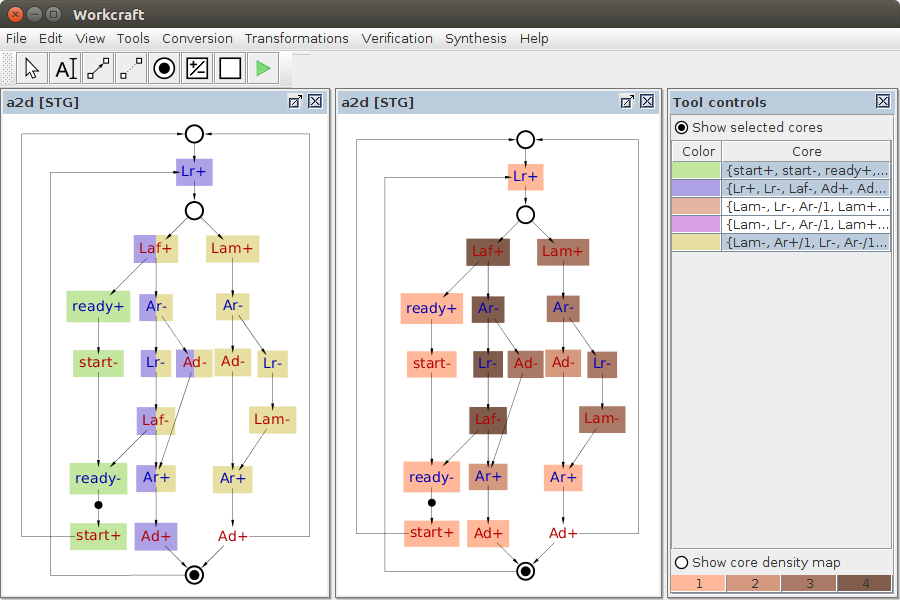 Workcraft
File Edit View Tools Conversion Transformations Verification Synthesis Help
A
a2d [STG]
Lr+
Laf+ Lam+
ready+ Ar- Ar-
start- Lr- Ad- Ad- Lr-
Laf- Lam-
ready- Ar+ Ar+
start+ Ad+ Ad+
a2d [STG]
Lr+
Laf+ Lam+
ready+ Ar- Ar-
start- Lr- Ad- Ad- Lr-
Laf- Lam-
ready- Ar+ Ar+
start+ Ad+ Ad+
Tool controls
Show selected cores
Color Core
{start+, start-, ready+,...
{Lr+, Lr-, Laf-, Ad+, Ad...
{Lam-, Lr-, Ar-/1, Lam+...
{Lam-, Lr-, Ar-/1, Lam+...
{Lam-, Ar+/1, Lr-, Ar-/1...
Show core density map
1 2 3 4